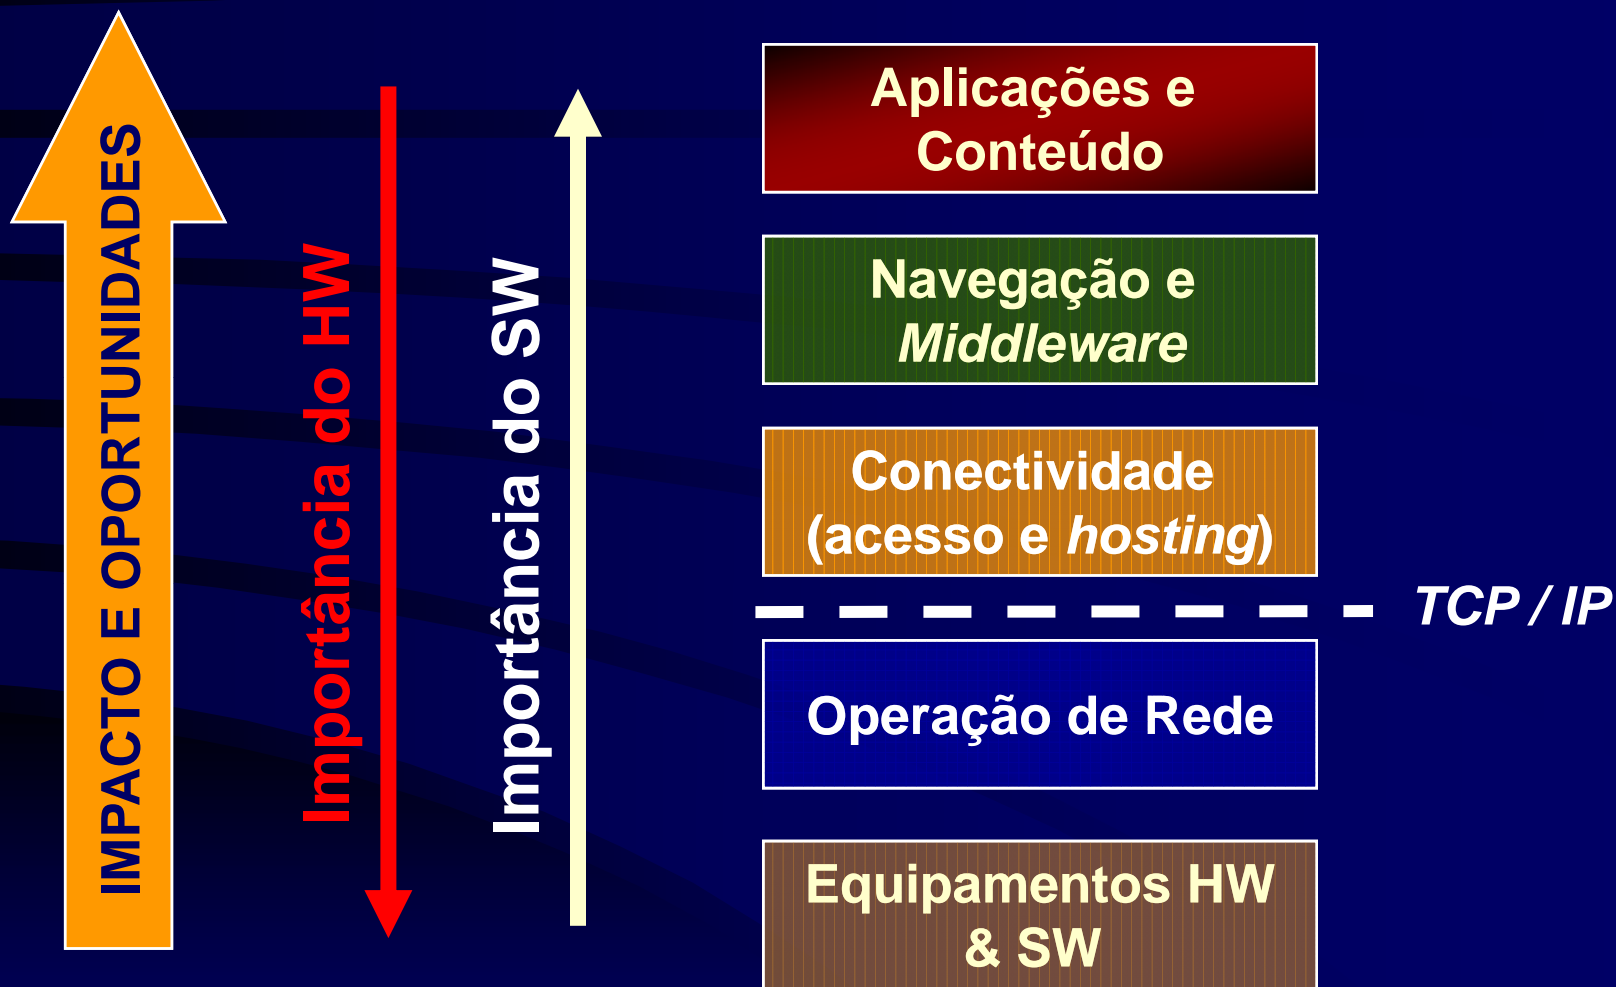 IMPACTO E OPORTUNIDADES
Importância do HW
Importância do SW
Aplicações e
Conteúdo
Navegação e
Middleware
Conectividade
(acesso e hosting)
TCP / IP
Operação de Rede
Equipamentos HW
& SW